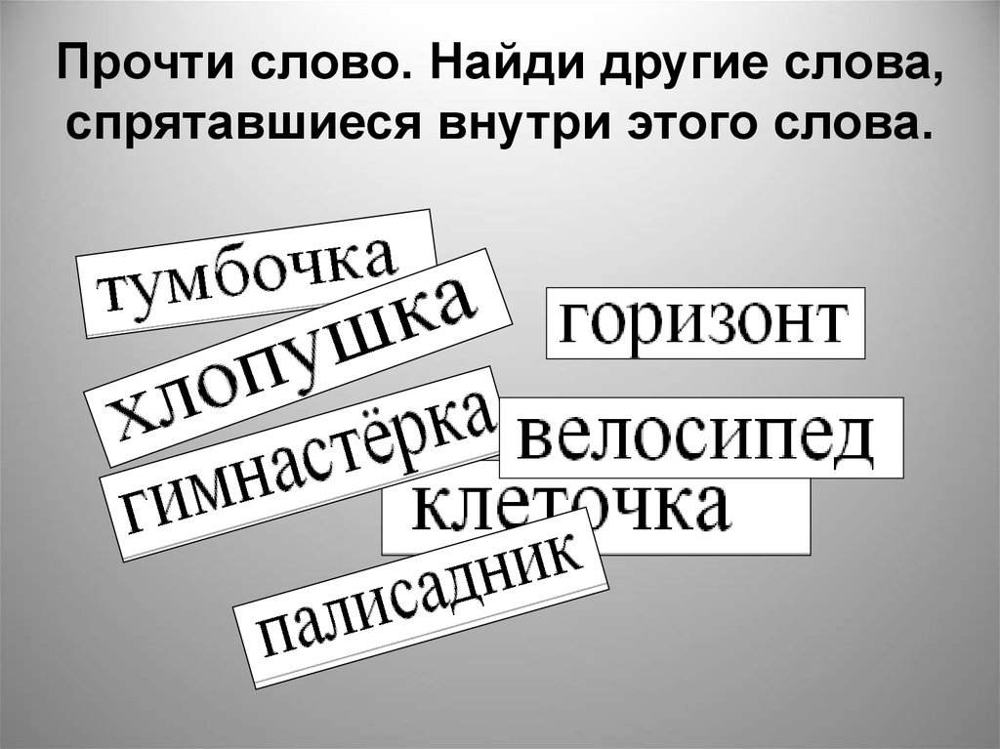 Прочти слово. Найди другие слова,
спрятавшиеся внутри этого слова.
тумбочка
хлопушка
горизонт
гимнастёрка
велосипед
клеточка
палисадник